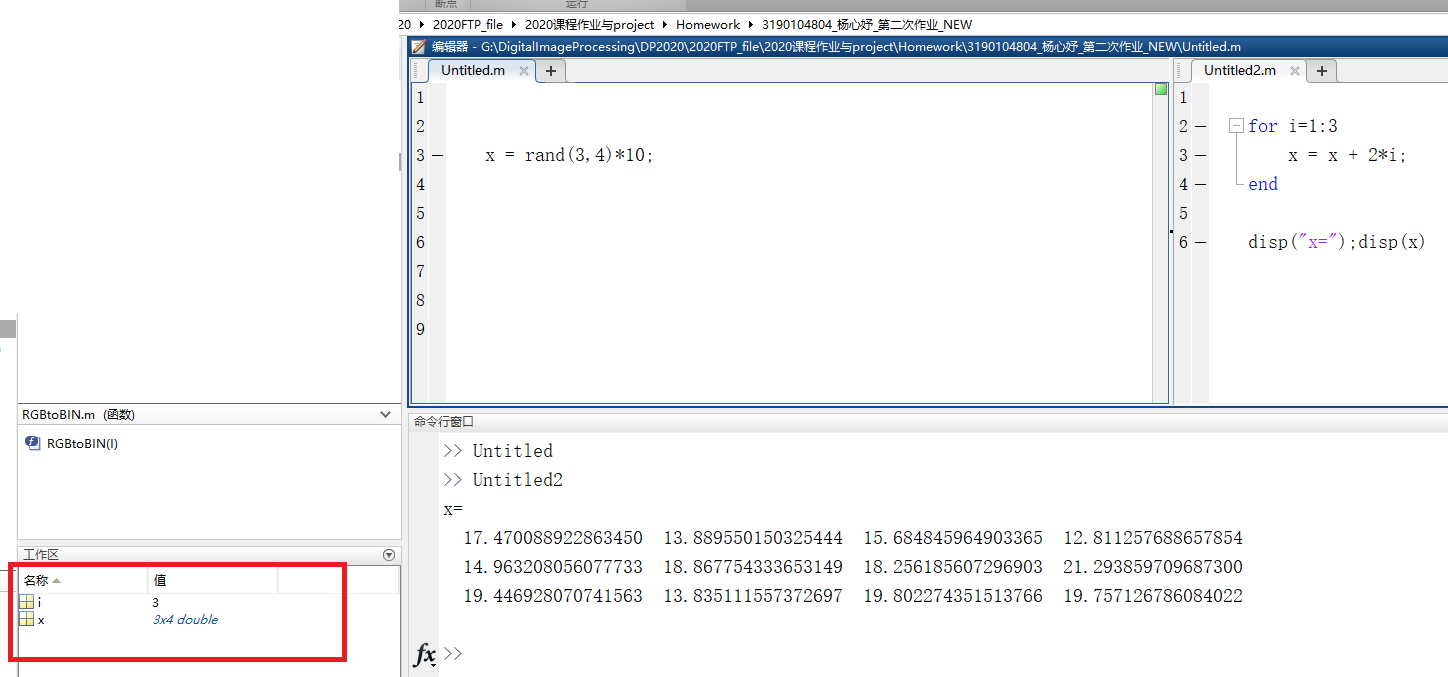 断点 运行
20 ▸ 2020FTP_file ▸ 2020课程作业与project ▸ Homework ▸ 3190104804_杨心妤_第二次作业_NEW
编辑器 - G:\DigitalImageProcessing\DP2020\2020FTP_file\2020课程作业与project\Homework\3190104804_杨心妤_第二次作业_NEW\Untitled.m
Untitled.m × +
1
2
3 — x = rand(3,4)*10;
4
5
6
7
8
9
Untitled2.m × +
1
2 — for i=1:3
3 — x = x + 2*i;
4 — end
5
6 — disp("x=");disp(x)
RGBtoBIN.m (函数)
RGBtoBIN(I)
工作区
名称 值
i 3
x 3x4 double
命令行窗口
>> Untitled
>> Untitled2
x=
17.470088922863450 13.889550150325444 15.684845964903365 12.811257688657854
14.963208056077733 18.867754333653149 18.256185607296903 21.293859709687300
19.446928070741563 13.835111557372697 19.802274351513766 19.757126786084022
fx >>